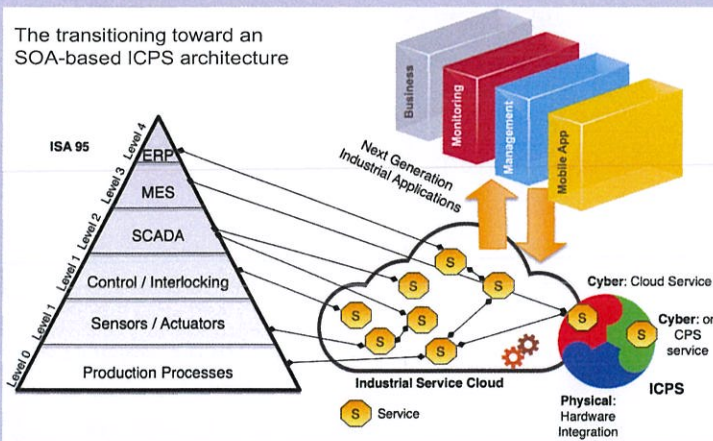 The transitioning toward an
SOA-based ICPS architecture
ISA 95
Level 4
Level 3
Level 2
Level 1
Level 1
Level 0
ERP
MES
SCADA
Control / Interlocking
Sensors / Actuators
Production Processes
Business
Monitoring
Management
Mobile App
Next Generation
Industrial Applications
S
S
S
S
S
S
S
S
S
Industrial Service Cloud
S
Service
Cyber: Cloud Service
Cyber: on
CPS
service
ICPS
Physical:
Hardware
Integration